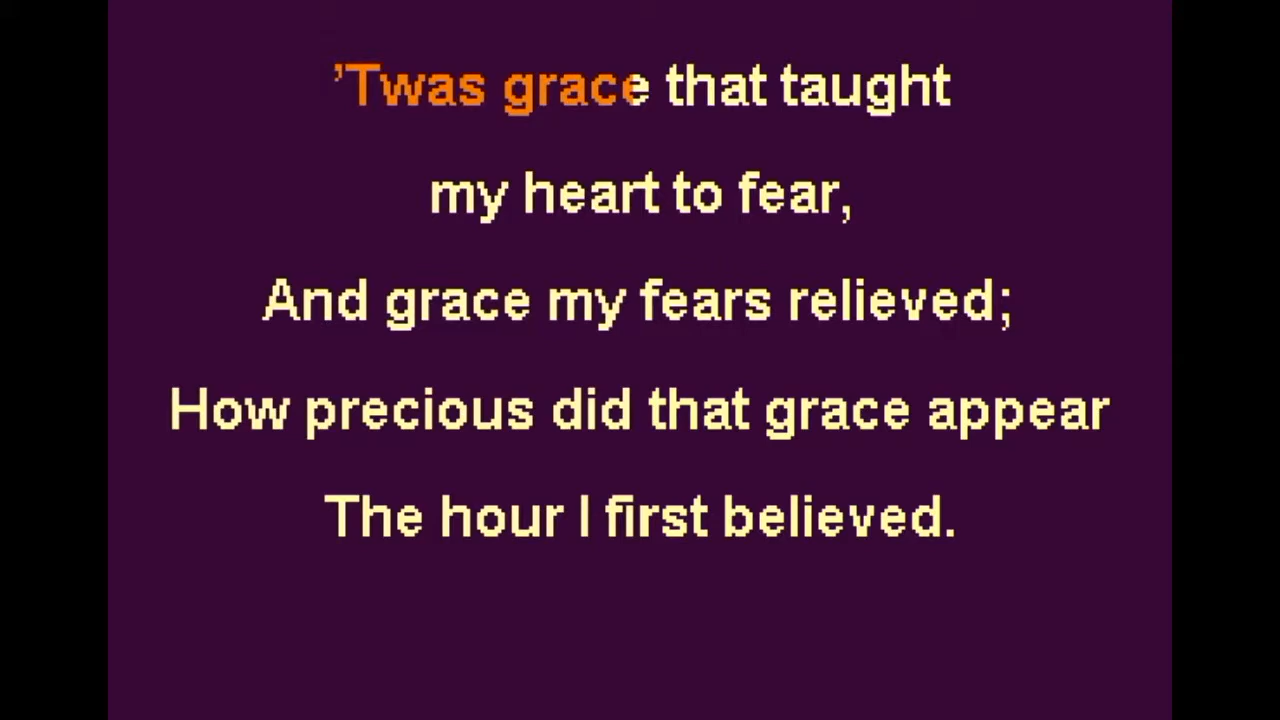 ’Twas grace that taught
my heart to fear,
And grace my fears relieved;
How precious did that grace appear
The hour I first believed.